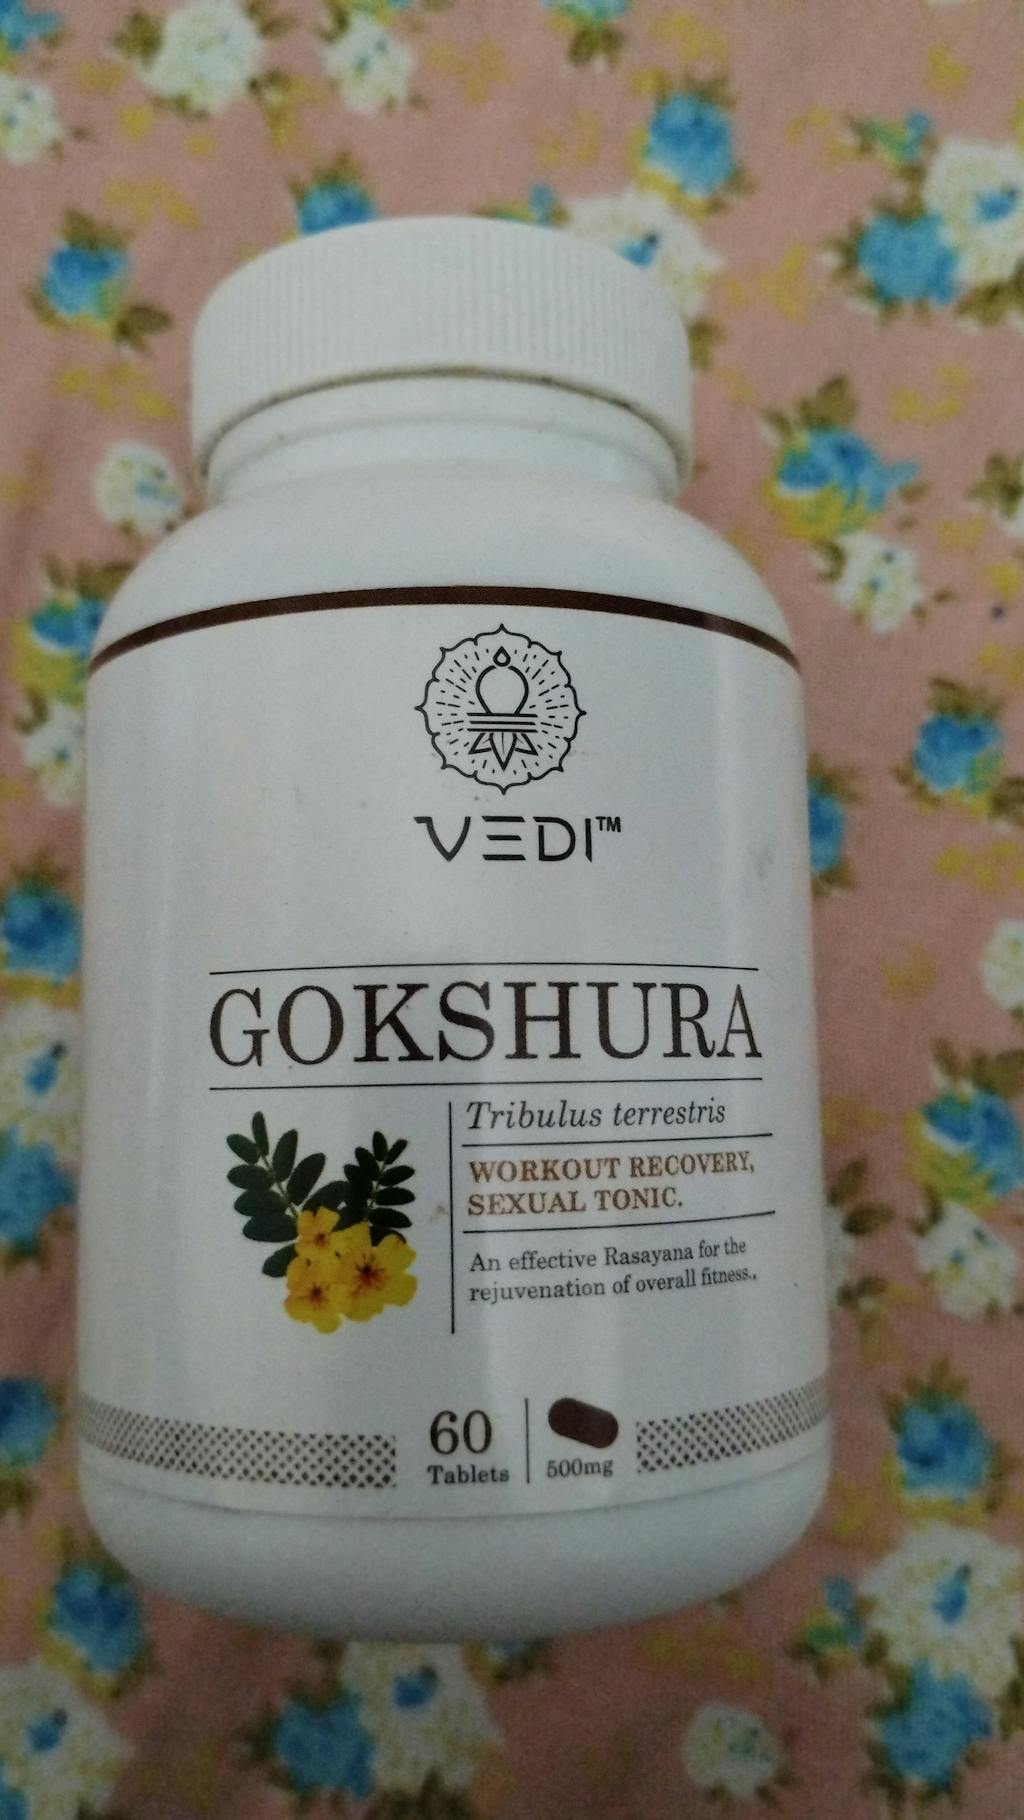 VEDI™
GOKSHURA
Tribulus terrestris
WORKOUT RECOVERY,
SEXUAL TONIC.
An effective Rasayana for the
rejuvenation of overall fitness..
60
Tablets
500mg